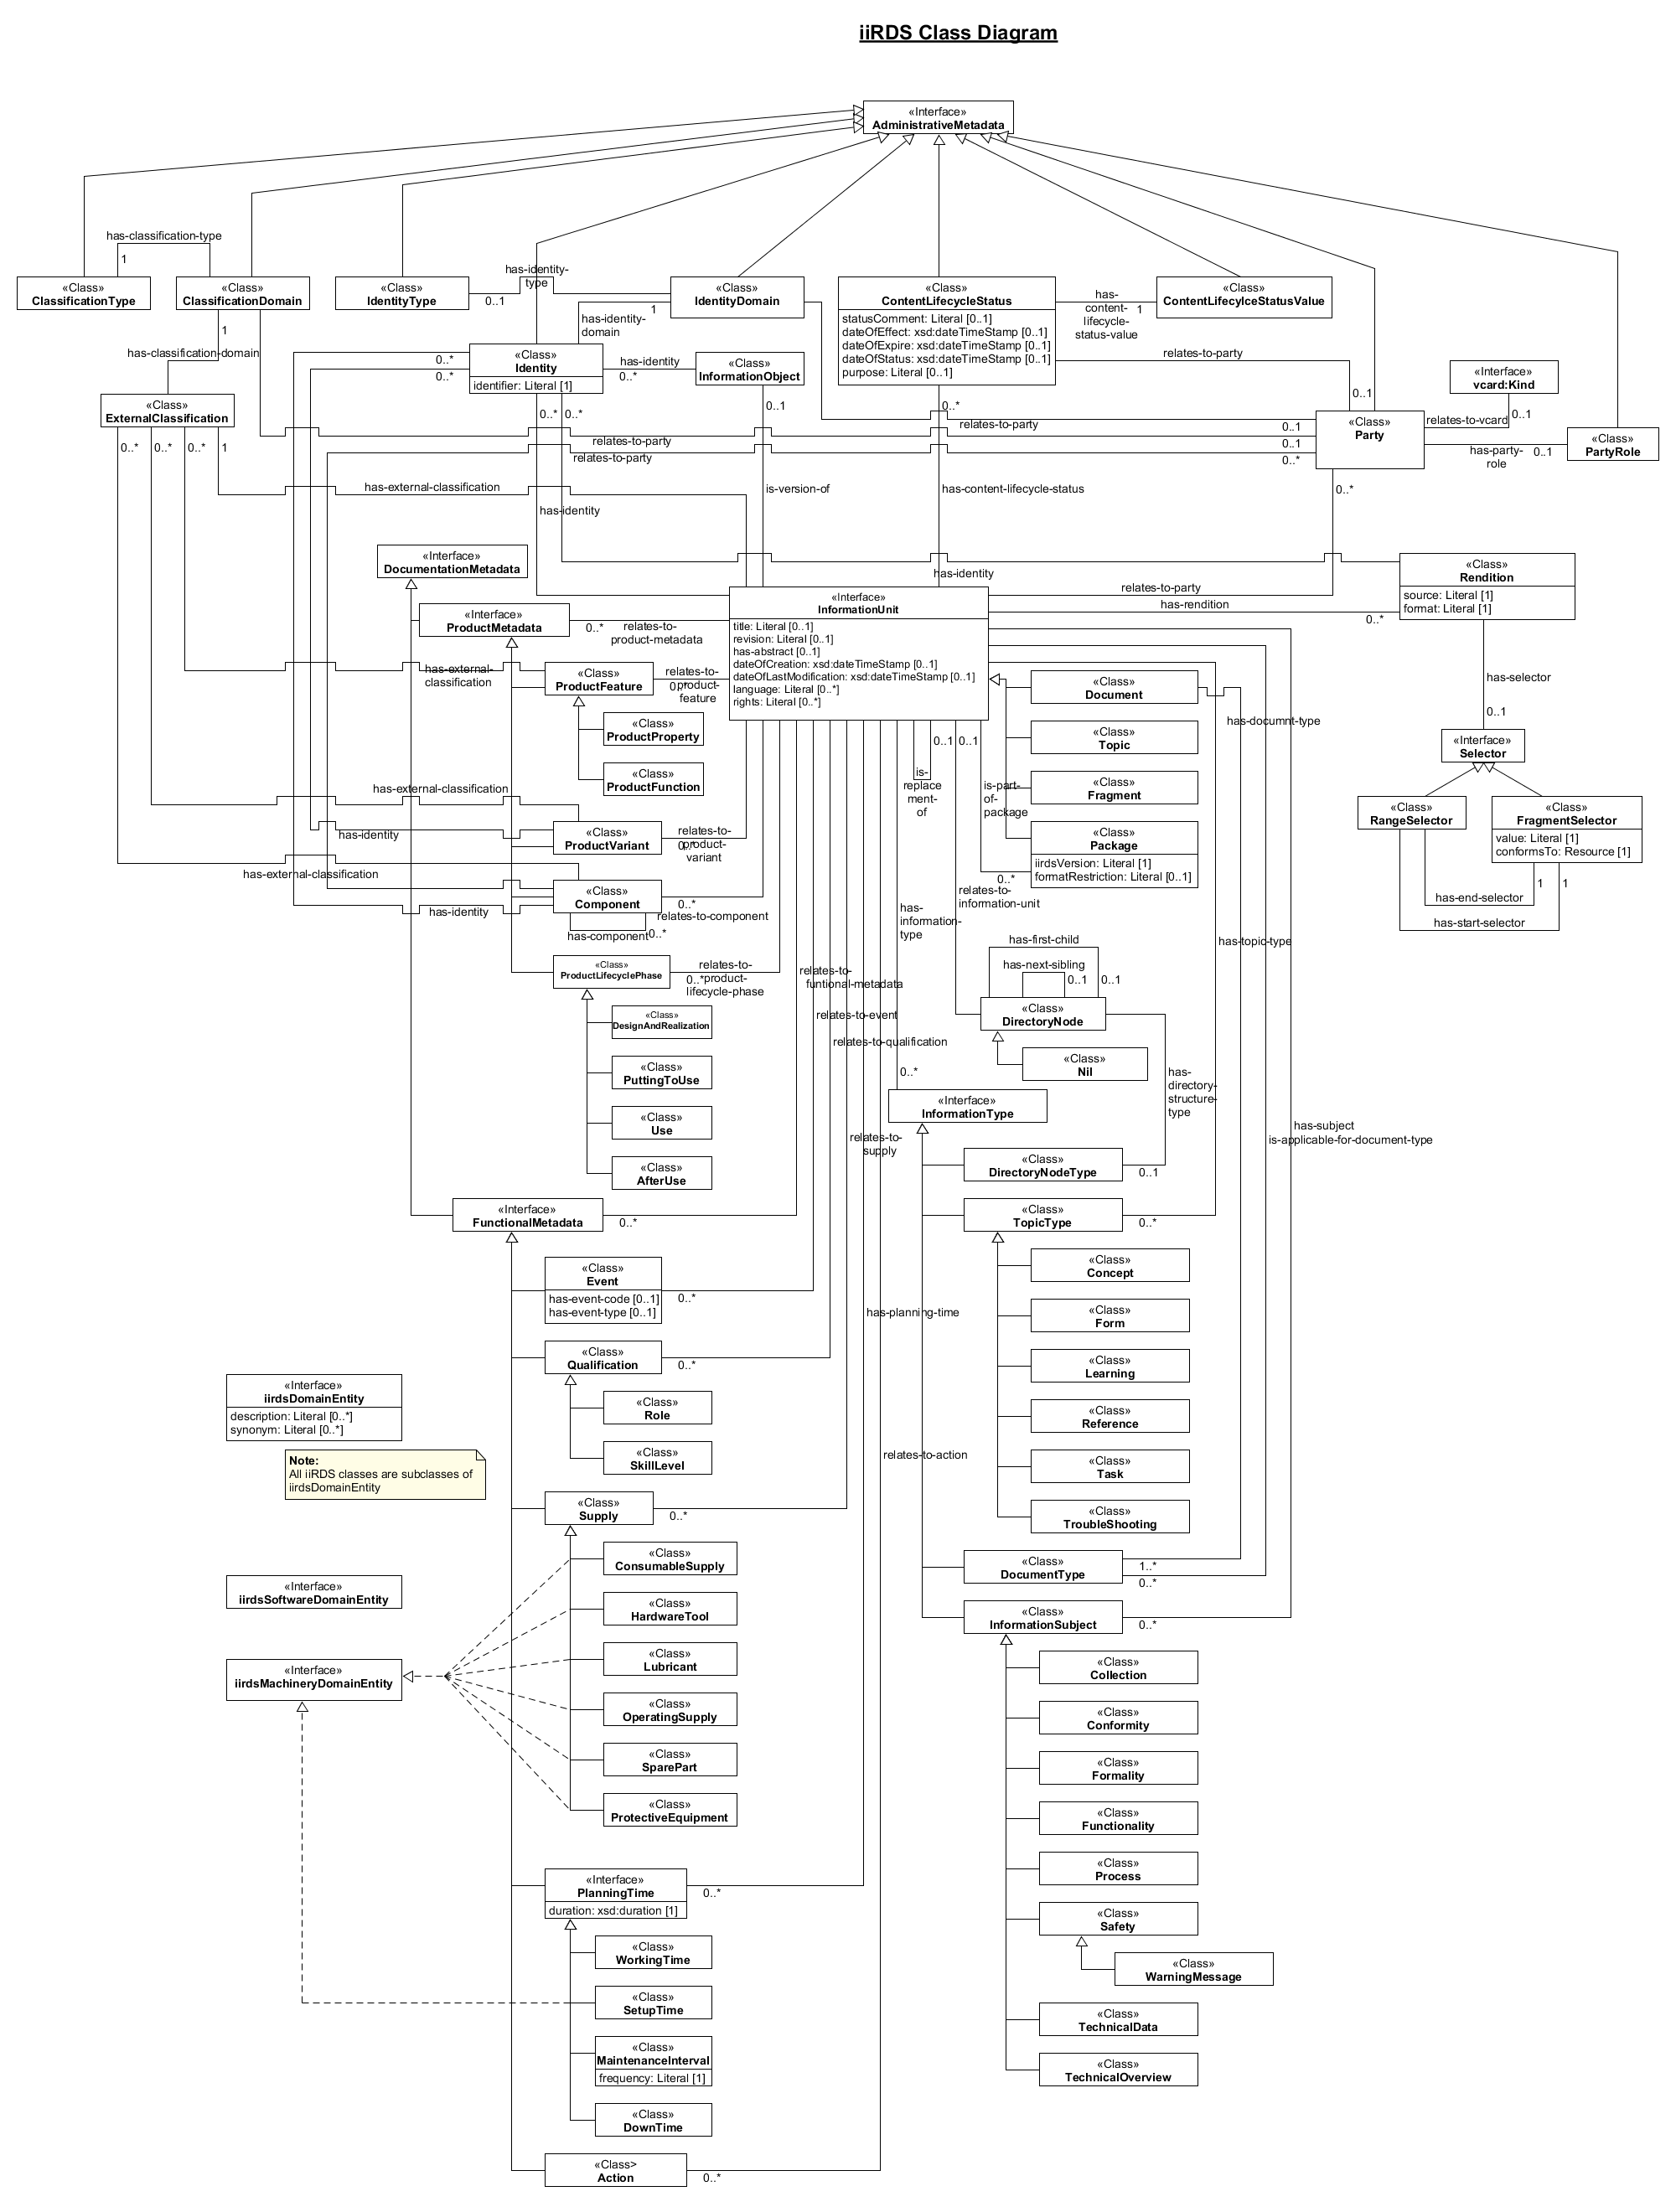 iiRDS Class Diagram
«Interface»
AdministrativeMetadata
has-classification-type
1
«Class»
ClassificationType
«Class»
ClassificationDomain
«Class»
IdentityType
has-identity-
type
0..1
«Class»
IdentityDomain
1
has-identity-
domain
«Class»
ContentLifecycleStatus
statusComment: Literal [0..1]
dateOfEffect: xsd:dateTimeStamp [0..1]
dateOfExpire: xsd:dateTimeStamp [0..1]
dateOfStatus: xsd:dateTimeStamp [0..1]
purpose: Literal [0..1]
has-
content-
lifecycle-
status-value
1
«Class»
ContentLifecylceStatusValue
1
has-classification-domain
0..*
0..*
«Class»
Identity
identifier: Literal [1]
has-identity
0..*
«Class»
InformationObject
relates-to-party
0..1
«Interface»
vcard:Kind
«Class»
ExternalClassification
0..*
0..*
0..1
0..*
relates-to-party
0..1
«Class»
Party
relates-to-vcard
0..1
«Class»
PartyRole
0..*
0..*
0..*
1
relates-to-party
0..1
relates-to-party
0..*
has-party-
role
0..1
has-external-classification
is-version-of
has-content-lifecycle-status
0..*
has-identity
«Interface»
DocumentationMetadata
has-identity
«Class»
Rendition
source: Literal [1]
format: Literal [1]
relates-to-party
has-rendition
0..*
«Interface»
ProductMetadata
0..*
relates-to-
product-metadata
«Interface»
InformationUnit
title: Literal [0..1]
revision: Literal [0..1]
has-abstract [0..1]
dateOfCreation: xsd:dateTimeStamp [0..1]
dateOfLastModification: xsd:dateTimeStamp [0..1]
language: Literal [0..*]
rights: Literal [0..*]
has-external-
classification
«Class»
ProductFeature
relates-to-
product-
feature
0..*
«Class»
Document
has-documnt-type
has-selector
0..1
«Class»
ProductProperty
«Class»
Topic
«Interface»
Selector
«Class»
ProductFunction
0..1
0..1
is-
replace
ment-
of
is-part-
of-
package
«Class»
Fragment
has-external-classification
«Class»
RangeSelector
«Class»
FragmentSelector
value: Literal [1]
conformsTo: Resource [1]
has-identity
«Class»
ProductVariant
relates-to-
product-
variant
0..*
«Class»
Package
iirdsVersion: Literal [1]
formatRestriction: Literal [0..1]
0..*
has-external-classification
«Class»
Component
0..*
has-identity
relates-to-component
has-component
0..*
has-
information-
type
relates-to-
information-unit
1
1
has-end-selector
has-start-selector
has-first-child
has-next-sibling
0..1
0..1
has-topic-type
«Class»
ProductLifecyclePhase
relates-to-
product-
lifecycle-phase
0..*
relates-to-
funtional-metadata
«Class»
DirectoryNode
«Class»
DesignAndRealization
relates-to-event
relates-to-qualification
«Class»
Nil
«Class»
PuttingToUse
0..*
has-
directory-
structure-
type
«Interface»
InformationType
«Class»
Use
relates-to-
supply
has-subject
is-applicable-for-document-type
«Class»
AfterUse
«Class»
DirectoryNodeType
0..1
«Interface»
FunctionalMetadata
0..*
«Class»
TopicType
0..*
«Class»
Event
has-event-code [0..1]
has-event-type [0..1]
0..*
«Class»
Concept
has-planning-time
«Class»
Form
«Class»
Qualification
0..*
«Class»
Learning
«Interface»
iirdsDomainEntity
description: Literal [0..*]
synonym: Literal [0..*]
«Class»
Role
«Class»
Reference
Note:
All iiRDS classes are subclasses of
iirdsDomainEntity
«Class»
SkillLevel
relates-to-action
«Class»
Task
«Class»
Supply
0..*
«Class»
TroubleShooting
«Class»
ConsumableSupply
«Class»
DocumentType
1..*
0..*
«Interface»
iirdsSoftwareDomainEntity
«Class»
HardwareTool
«Class»
InformationSubject
0..*
«Interface»
iirdsMachineryDomainEntity
«Class»
Lubricant
«Class»
Collection
«Class»
OperatingSupply
«Class»
Conformity
«Class»
SparePart
«Class»
Formality
«Class»
ProtectiveEquipment
«Class»
Functionality
«Interface»
PlanningTime
duration: xsd:duration [1]
0..*
«Class»
Process
«Class»
Safety
«Class»
WorkingTime
«Class»
WarningMessage
«Class»
SetupTime
«Class»
TechnicalData
«Class»
MaintenanceInterval
frequency: Literal [1]
«Class»
TechnicalOverview
«Class»
DownTime
«Class>
Action
0..*